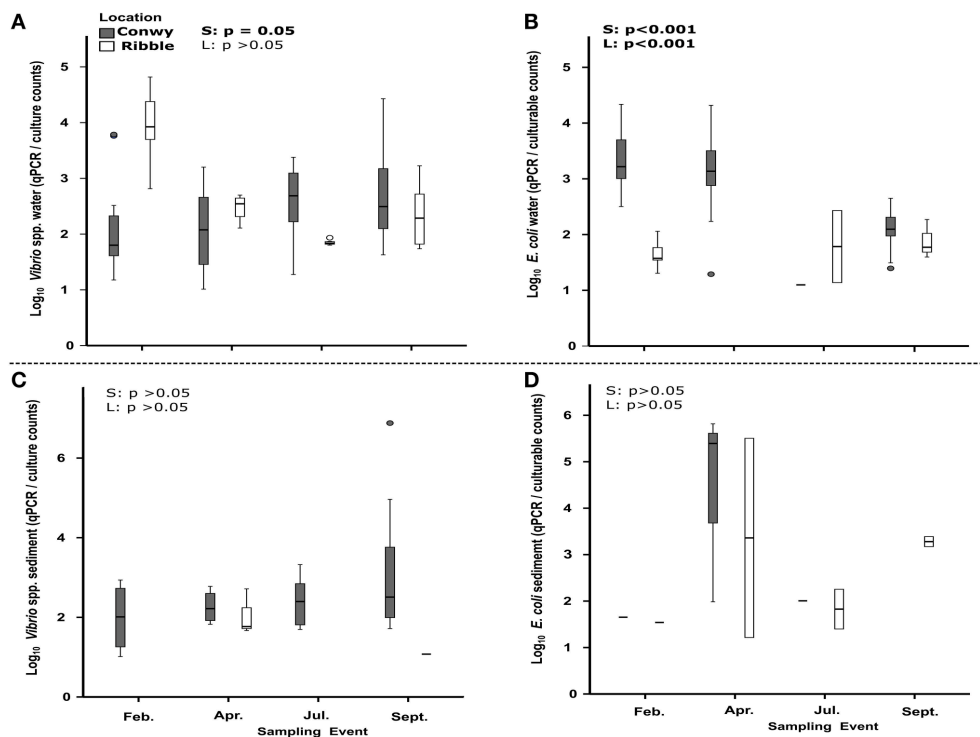 A
Location
Conwy
Ribble
S: p = 0.05
L: p >0.05
Log10 Vibrio spp. water (qPCR / culture counts)
5
4
3
2
1
0
B
S: p<0.001
L: p<0.001
Log10 E. coli water (qPCR / culturable counts)
5
4
3
2
1
0
C
S: p >0.05
L: p >0.05
Log10 Vibrio spp. sediment (qPCR / culture counts)
6
4
2
0
Feb.
Apr.
Jul.
Sept.
Sampling Event
D
S: p>0.05
L: p>0.05
Log10 E. coli sedimemt (qPCR / culturable counts)
6
5
4
3
2
1
0
Feb.
Apr.
Jul.
Sept.
Sampling Event